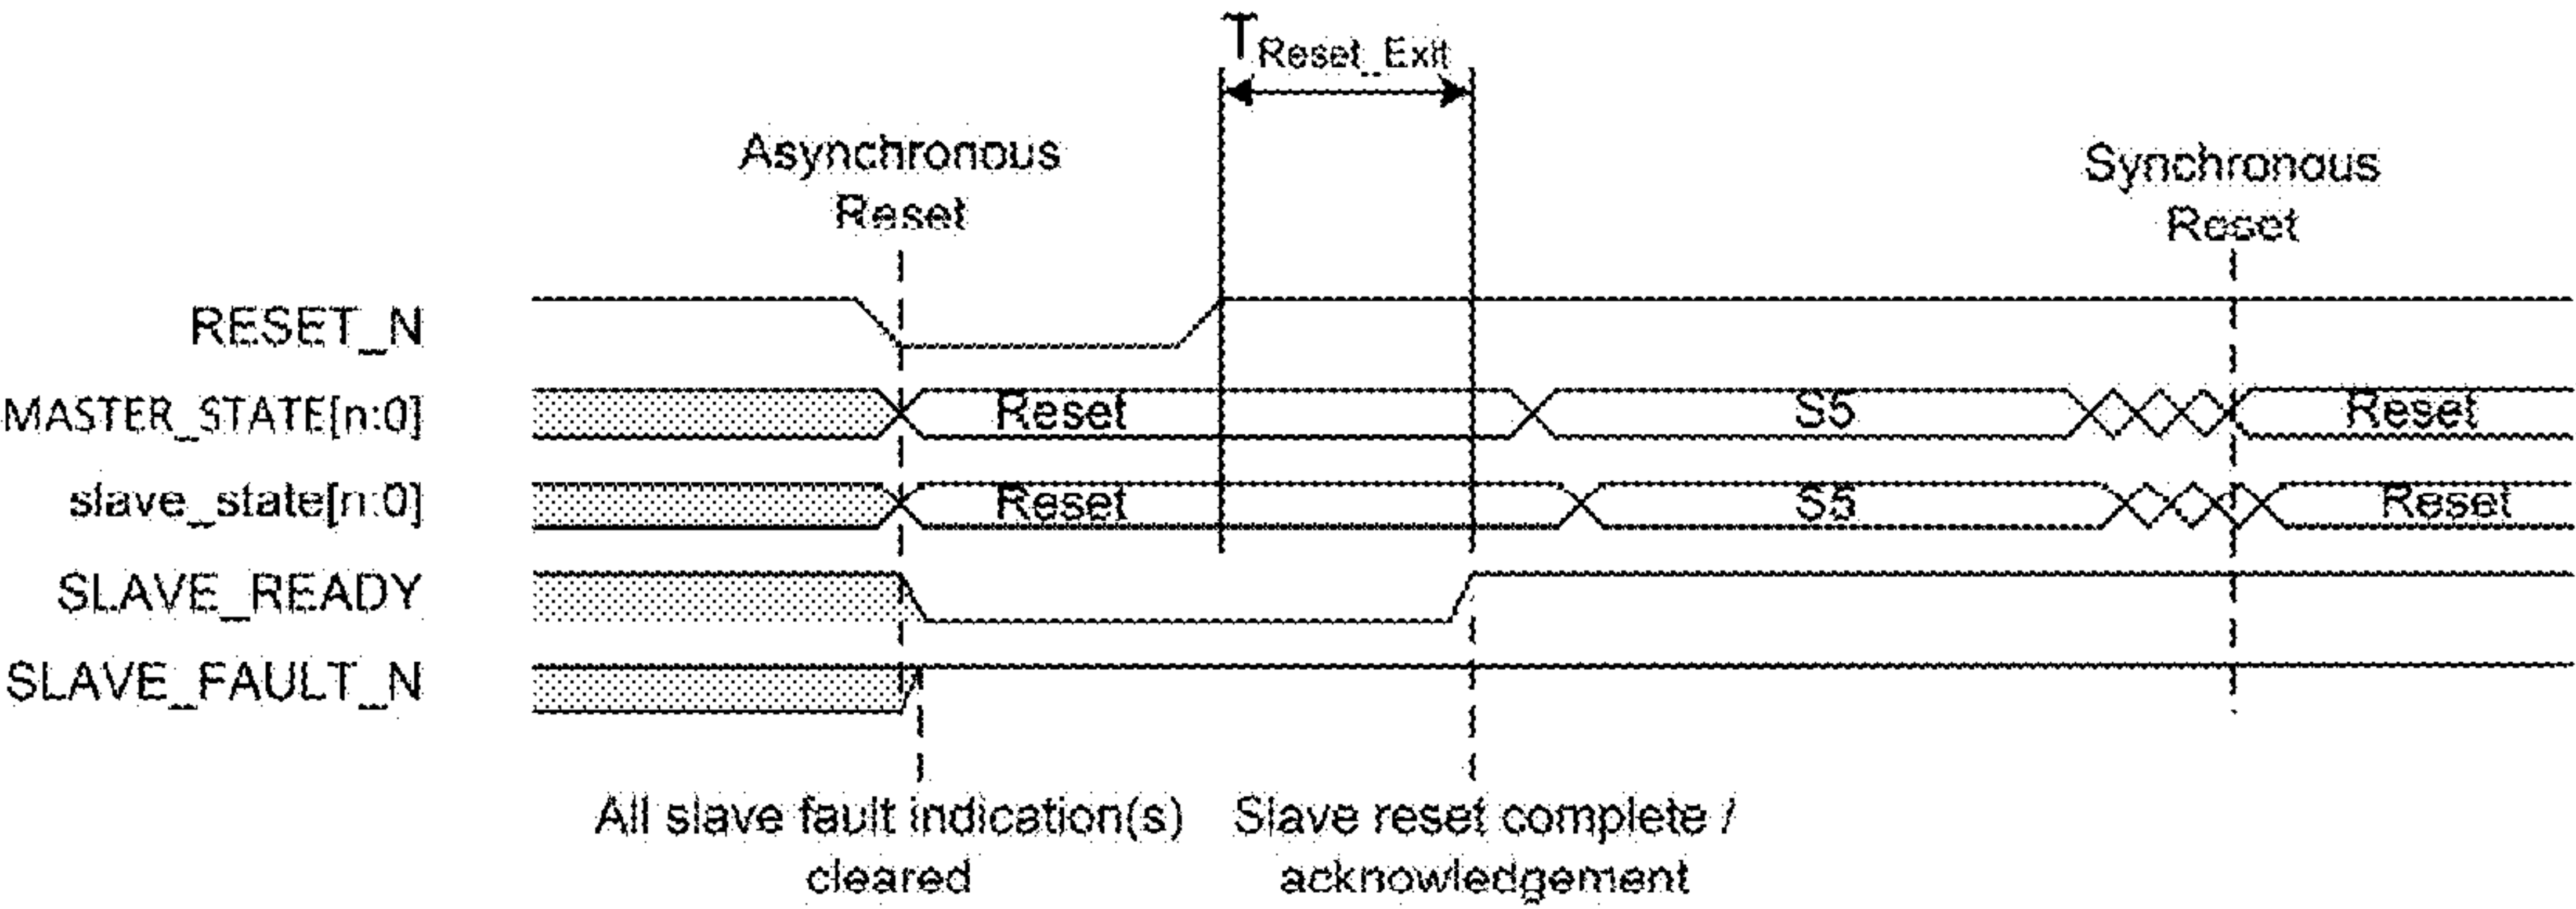 TReset_Exit
Asynchronous
Reset
Synchronous
Reset
RESET_N
MASTER_STATE[n:0]
Reset
S5
Reset
slave_state[n:0]
Reset
S5
Reset
SLAVE_READY
SLAVE_FAULT_N
All slave fault indication(s)
cleared
Slave reset complete /
acknowledgement